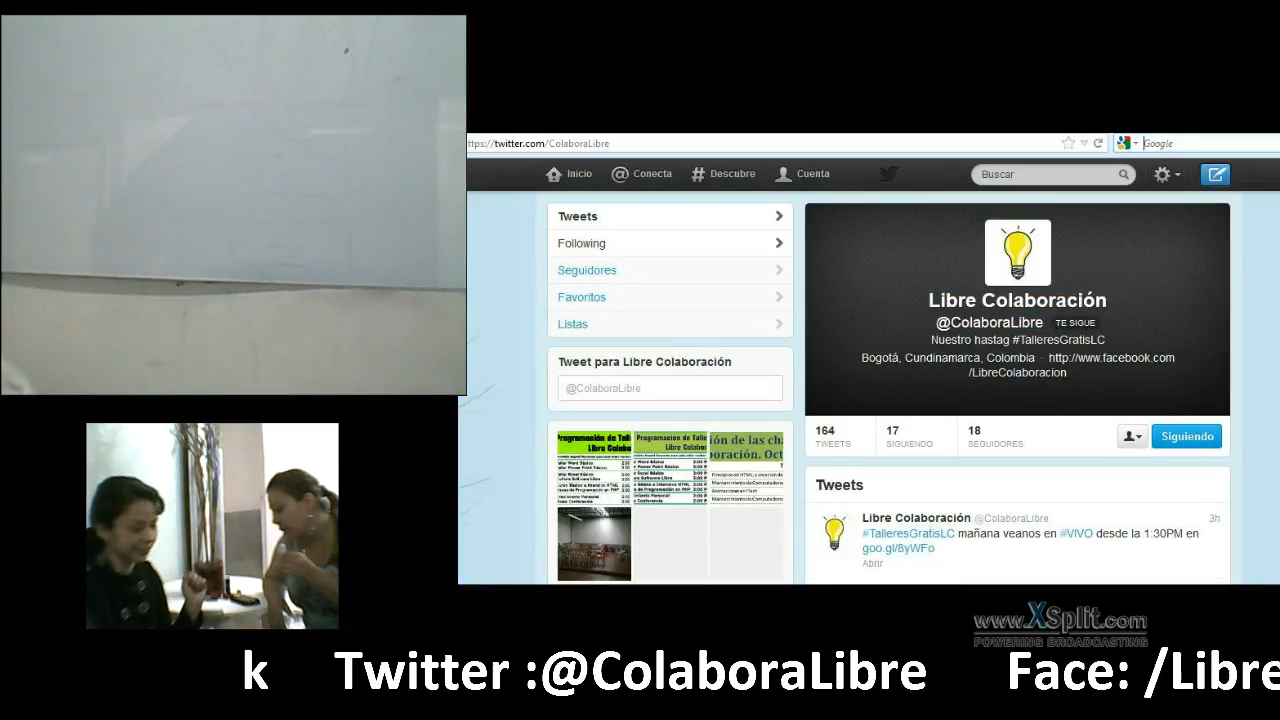 ttps://twitter.com/ColaboraLibre
Google
Inicio
Conecta
Descubre
Cuenta
Buscar
Tweets
Following
Seguidores
Favoritos
Listas
Tweet para Libre Colaboración
@ColaboraLibre
Libre Colaboración
@ColaboraLibre TE SIGUE
Nuestro hastag #TalleresGratisLC
Bogotá, Cundinamarca, Colombia · http://www.facebook.com
/LibreColaboracion
164
TWEETS
17
SIGUIENDO
18
SEGUIDORES
Siguiendo
Tweets
Libre Colaboración @ColaboraLibre 3h
#TalleresGratisLC mañana veanos en #VIVO desde la 1:30PM en
goo.gl/8yWFo
Abrir
www.XSplit.com
POWERING BROADCASTING
k Twitter :@ColaboraLibre Face: /Libre